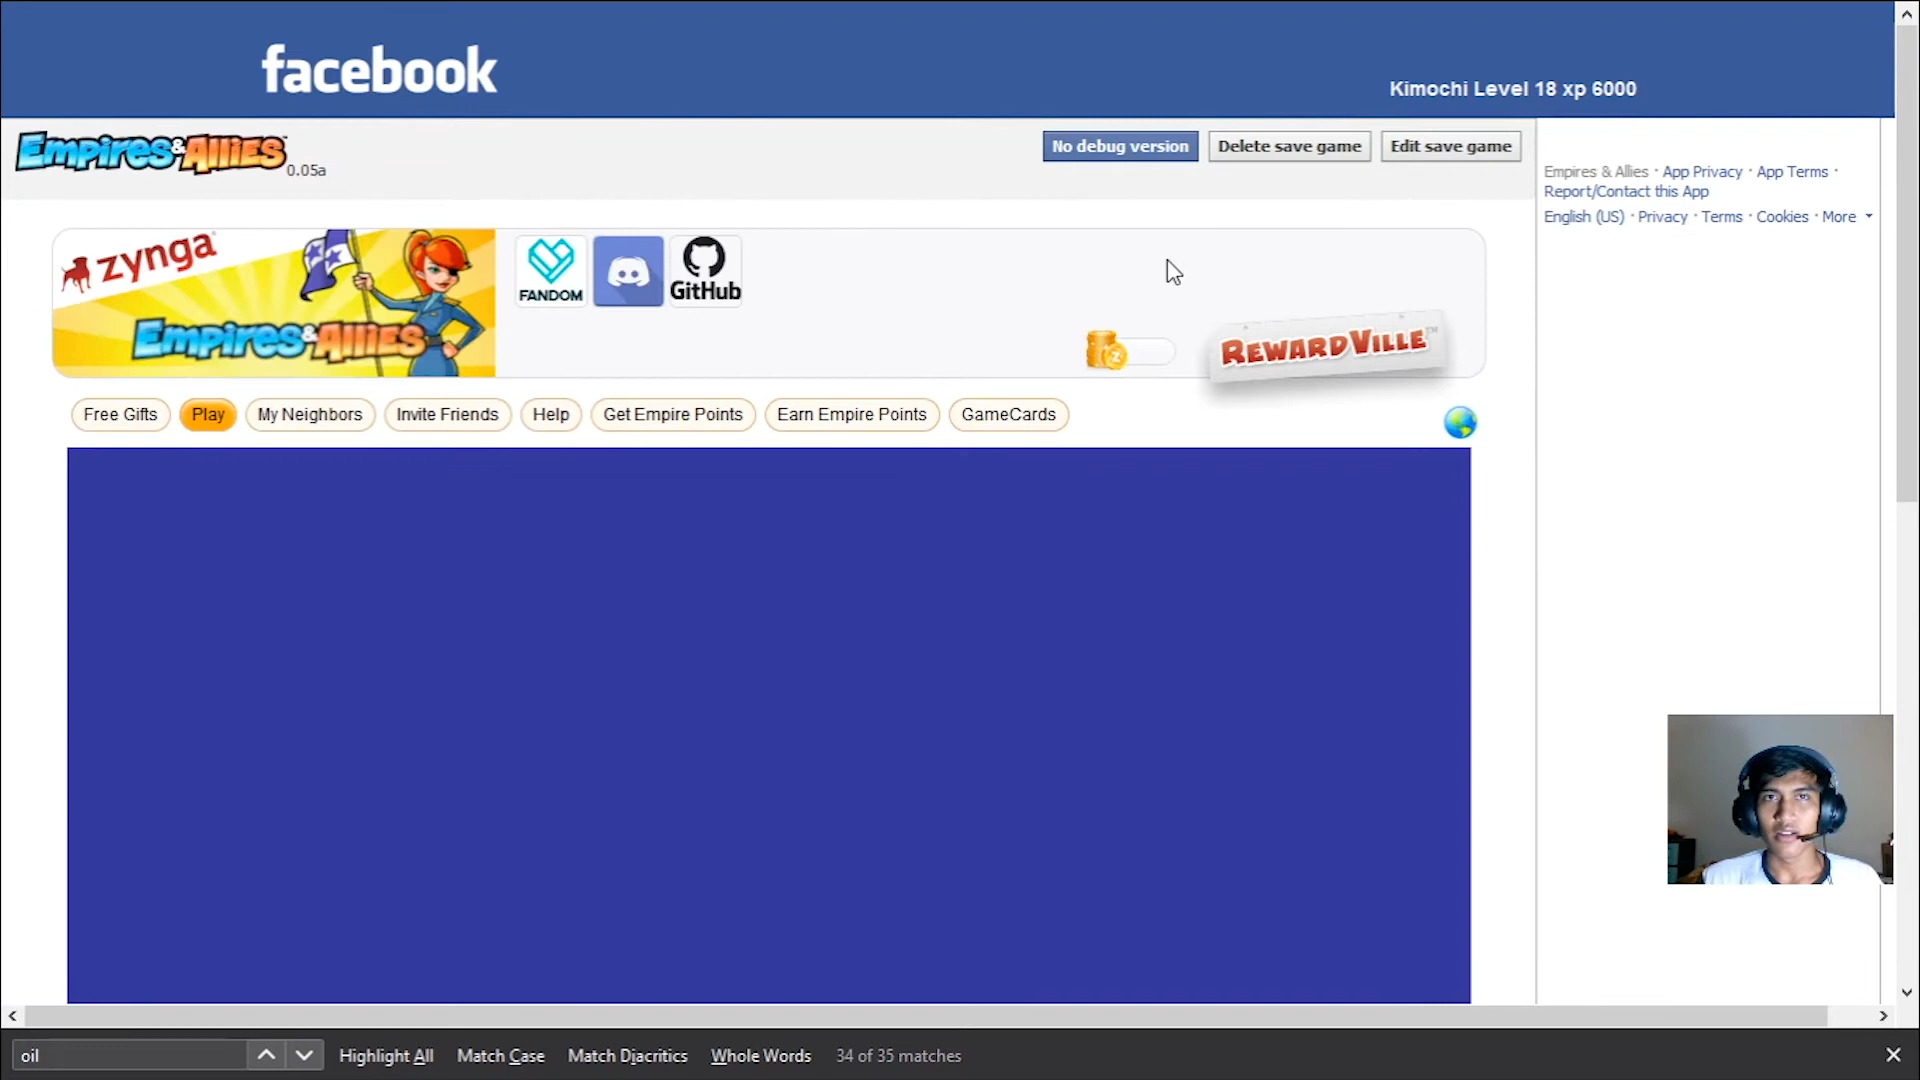 facebook
Kimochi Level 18 xp 6000
Empires & Allies
0.05a
No debug version
Delete save game
Edit save game
Empires & Allies · App Privacy · App Terms ·
Report/Contact this App
English (US) · Privacy · Terms · Cookies · More
zynga
Empires & Allies
FANDOM
GitHub
REWARDVILLE™
Free Gifts
Play
My Neighbors
Invite Friends
Help
Get Empire Points
Earn Empire Points
GameCards
oil
Highlight All
Match Case
Match Diacritics
Whole Words
34 of 35 matches